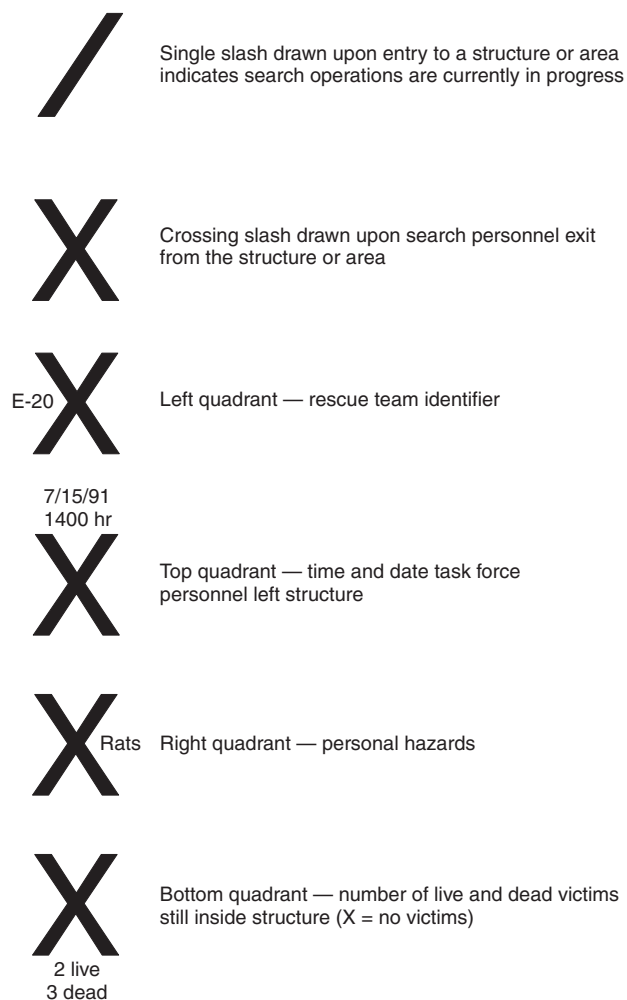 Single slash drawn upon entry to a structure or area
indicates search operations are currently in progress
Crossing slash drawn upon search personnel exit
from the structure or area
E-20
Left quadrant — rescue team identifier
7/15/91
1400 hr
Top quadrant — time and date task force
personnel left structure
Rats
Right quadrant — personal hazards
Bottom quadrant — number of live and dead victims
still inside structure (X = no victims)
2 live
3 dead